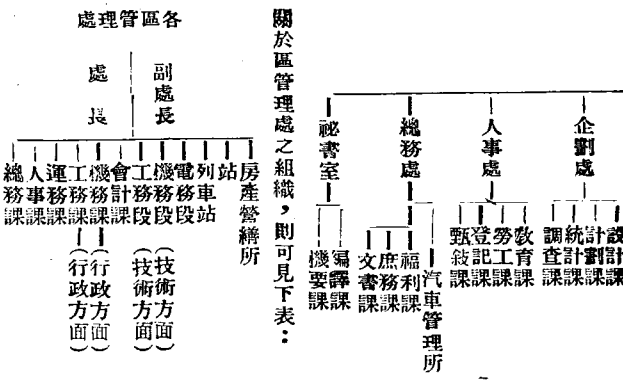 企劃處
設計課
計劃課
統計課
調查課
人事處
敎育課
勞工課
登記課
甄敍課
總務處
汽車管理所
福利課
庶務課
文書課
祕書室
編譯課
機要課
關於區管理處之組織，則可見下表：
各區管理處
副處長
處長
房產營繕所
站
列車站
電務段
機務段（技術方面）
工務段（技術方面）
會計課
機務課（行政方面）
工務課（行政方面）
運務課
人事課
總務課